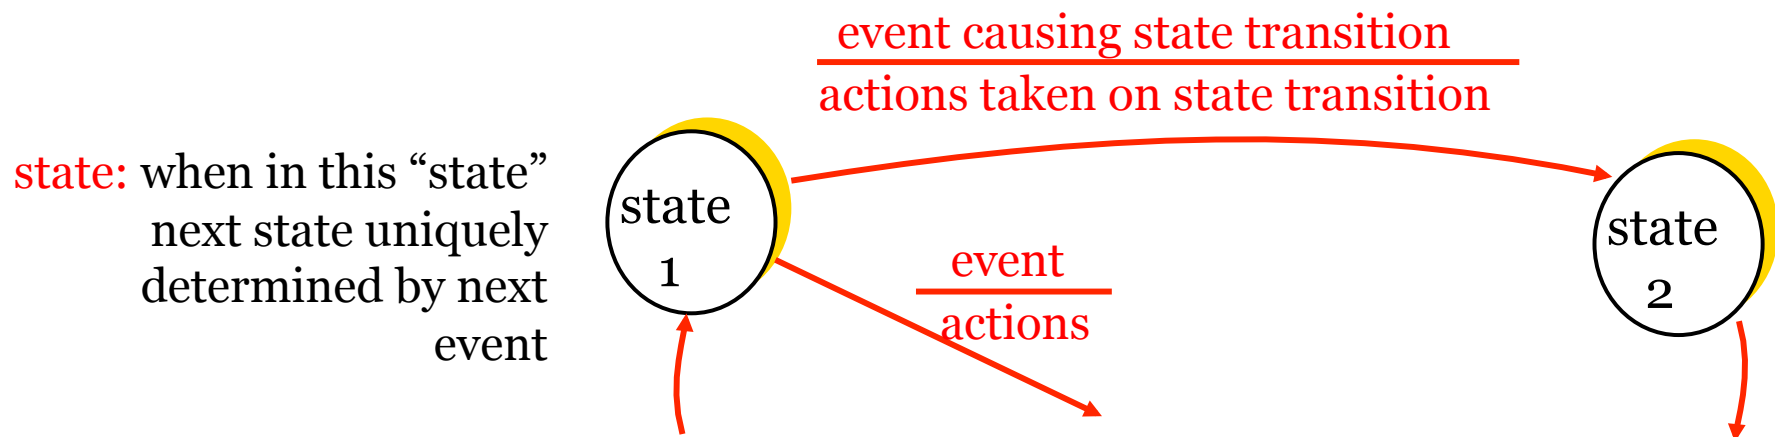 event causing state transition
actions taken on state transition
state: when in this “state”
next state uniquely
determined by next
event
state
1
event
actions
state
2